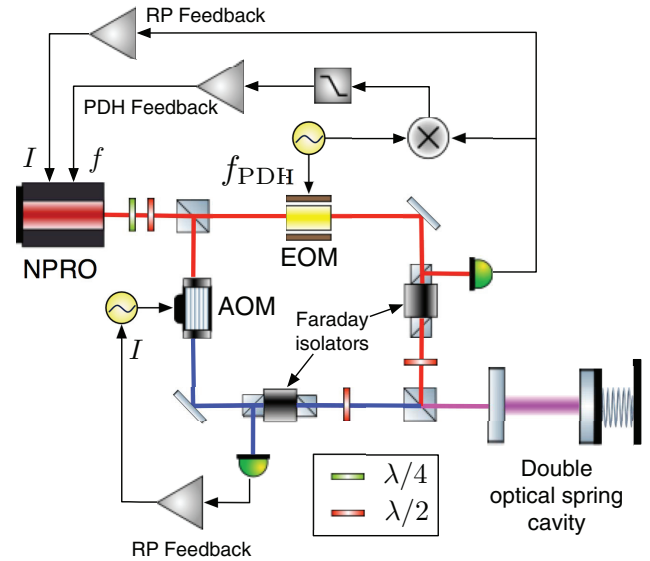 RP Feedback
PDH Feedback
I
f
f_PDH
NPRO
EOM
AOM
Faraday
isolators
I
λ/4
λ/2
Double
optical spring
cavity
RP Feedback